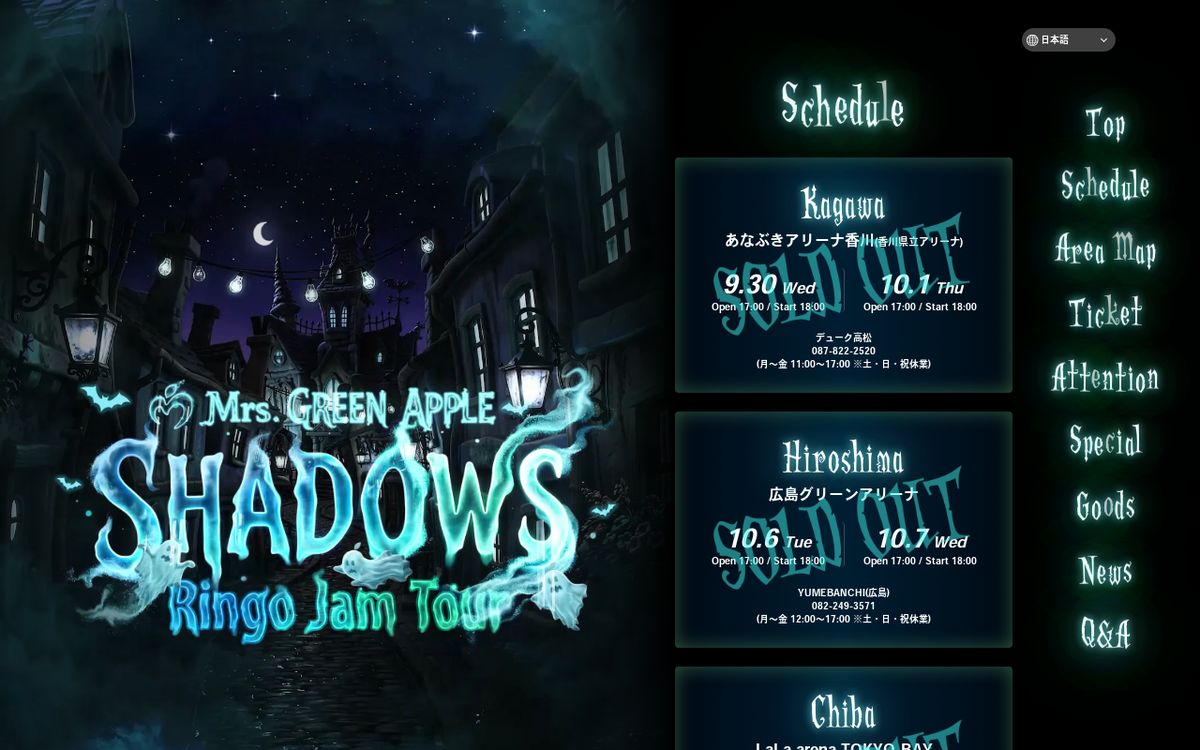 Mrs. GREEN APPLE
SHADOWS
Ringo Jam Tour
Schedule
Kagawa
あなぶきアリーナ香川(香川県立アリーナ)
SOLD OUT
9.30 Wed
10.1 Thu
Open 17:00 / Start 18:00
Open 17:00 / Start 18:00
デューク高松
087-822-2520
(月～金 11:00～17:00 ※土・日・祝休業)
Hiroshima
広島グリーンアリーナ
SOLD OUT
10.6 Tue
10.7 Wed
Open 17:00 / Start 18:00
Open 17:00 / Start 18:00
YUMEBANCHI(広島)
082-249-3571
(月～金 12:00～17:00 ※土・日・祝休業)
Chiba
LaLa arena TOKYO-BAY
日本語
Top
Schedule
Area Map
Ticket
Attention
Special
Goods
News
Q&A